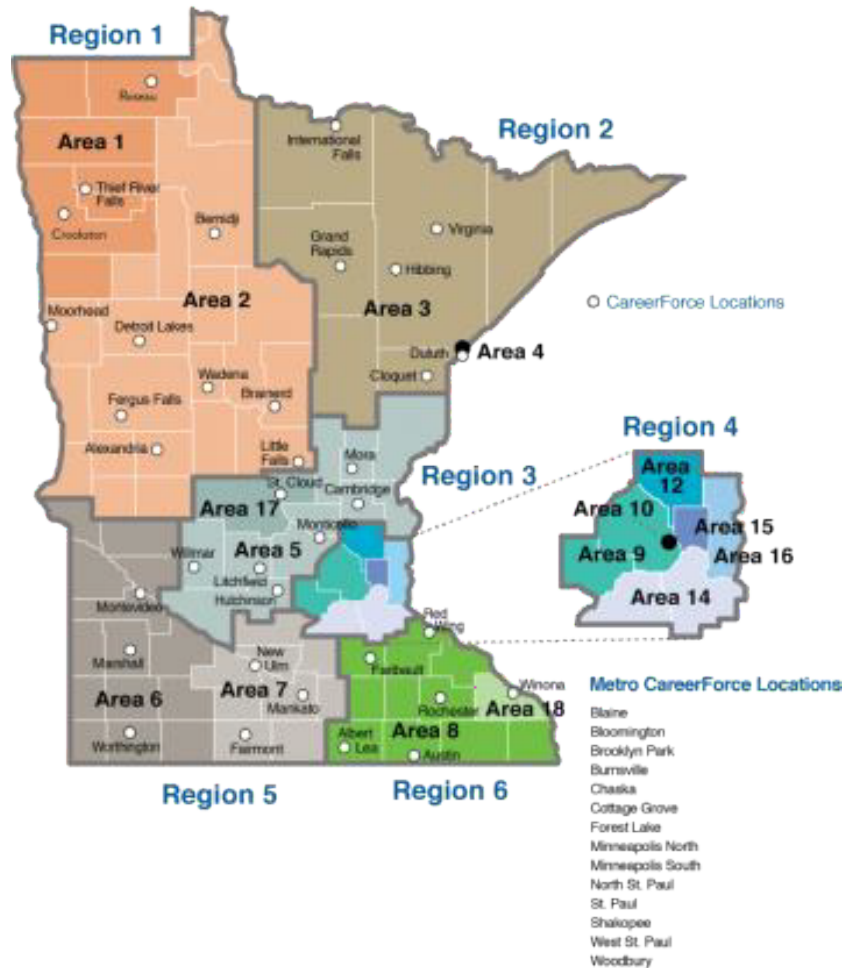 Region 1
Roseau
Area 1
Region 2
International
Falls
Thief River
Falls
Crookston
Bemidji
Virginia
Grand
Rapids
Hibbing
Area 2
Area 3
CareerForce Locations
Moorhead
Detroit Lakes
Duluth
Area 4
Cloquet
Wadena
Brainerd
Fergus Falls
Region 4
Alexandria
Little
Falls
Mora
Region 3
Area
12
St. Cloud
Cambridge
Area 17
Area 10
Monticello
Area 15
Area 5
Willmar
Area 9
Area 16
Litchfield
Hutchinson
Montevideo
Area 14
Red
Wing
Marshall
New
Ulm
Faribault
Winona
Area 6
Area 7
Mankato
Rochester
Area 18
Worthington
Fairmont
Albert
Lea
Area 8
Austin
Region 5
Region 6
Metro CareerForce Locations
Blaine
Bloomington
Brooklyn Park
Burnsville
Chaska
Cottage Grove
Forest Lake
Minneapolis North
Minneapolis South
North St. Paul
St. Paul
Shakopee
West St. Paul
Woodbury